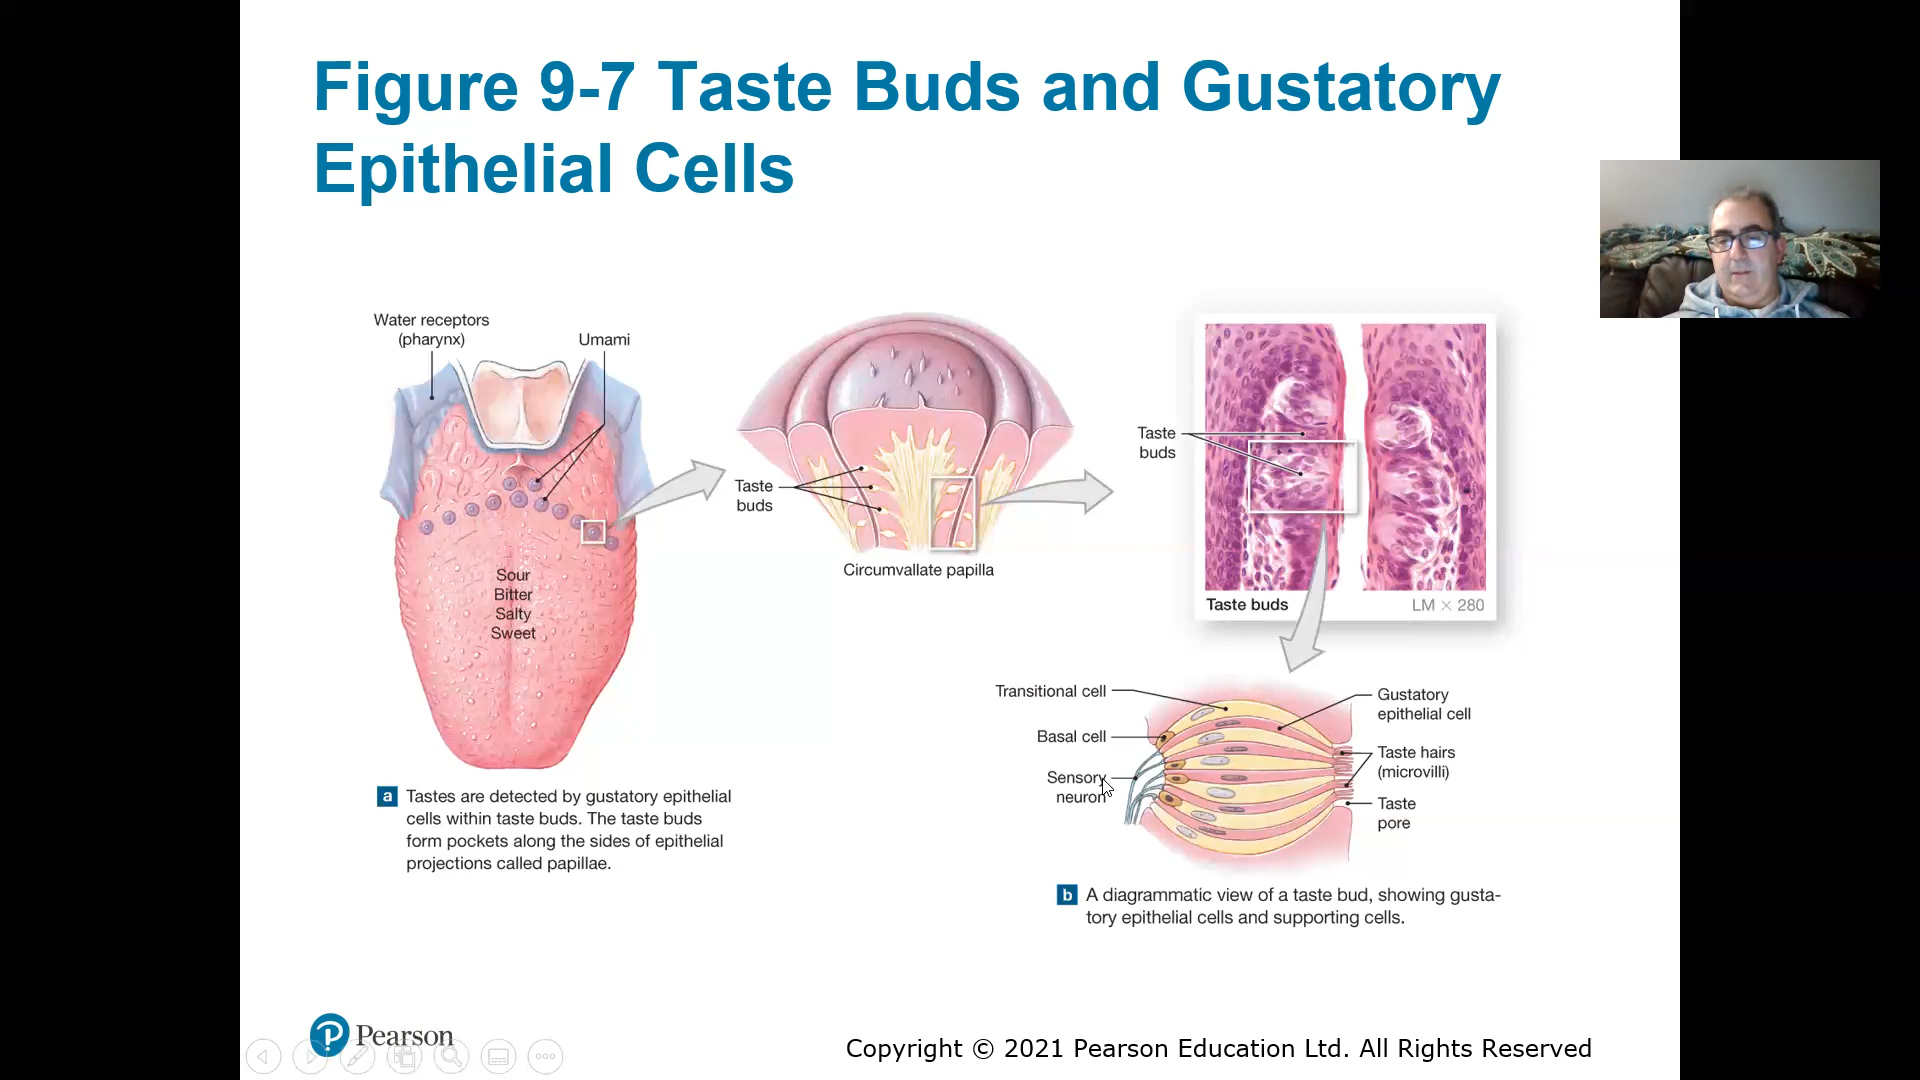 Figure 9-7 Taste Buds and Gustatory
Epithelial Cells
Water receptors
(pharynx)
Umami
Sour
Bitter
Salty
Sweet
a Tastes are detected by gustatory epithelial
cells within taste buds. The taste buds
form pockets along the sides of epithelial
projections called papillae.
Taste
buds
Circumvallate papilla
Taste
buds
Taste buds LM × 280
Transitional cell
Basal cell
Sensory
neuron
Gustatory
epithelial cell
Taste hairs
(microvilli)
Taste
pore
b A diagrammatic view of a taste bud, showing gusta-
tory epithelial cells and supporting cells.
P Pearson
Copyright © 2021 Pearson Education Ltd. All Rights Reserved